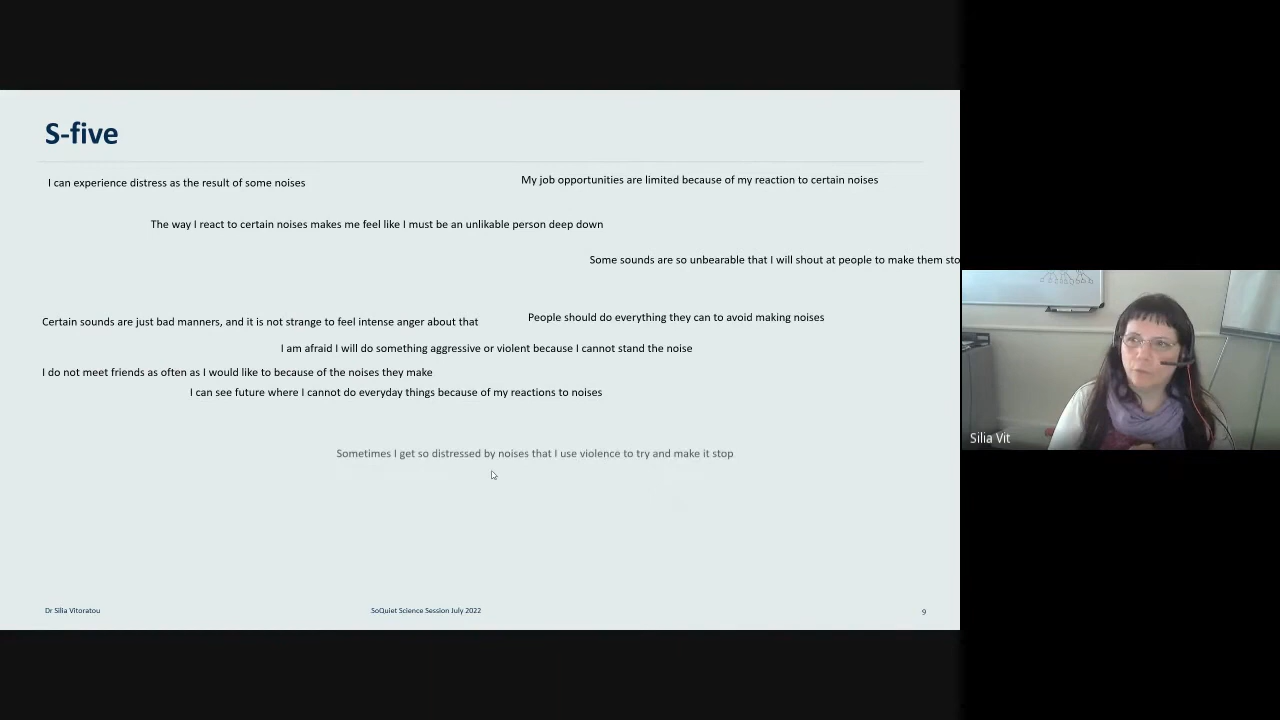 S-five
I can experience distress as the result of some noises
My job opportunities are limited because of my reaction to certain noises
The way I react to certain noises makes me feel like I must be an unlikable person deep down
Some sounds are so unbearable that I will shout at people to make them sto
Certain sounds are just bad manners, and it is not strange to feel intense anger about that
People should do everything they can to avoid making noises
I am afraid I will do something aggressive or violent because I cannot stand the noise
I do not meet friends as often as I would like to because of the noises they make
I can see future where I cannot do everyday things because of my reactions to noises
Sometimes I get so distressed by noises that I use violence to try and make it stop
Silia Vit
Dr Silia Vitoratou
SoQuiet Science Session July 2022
9